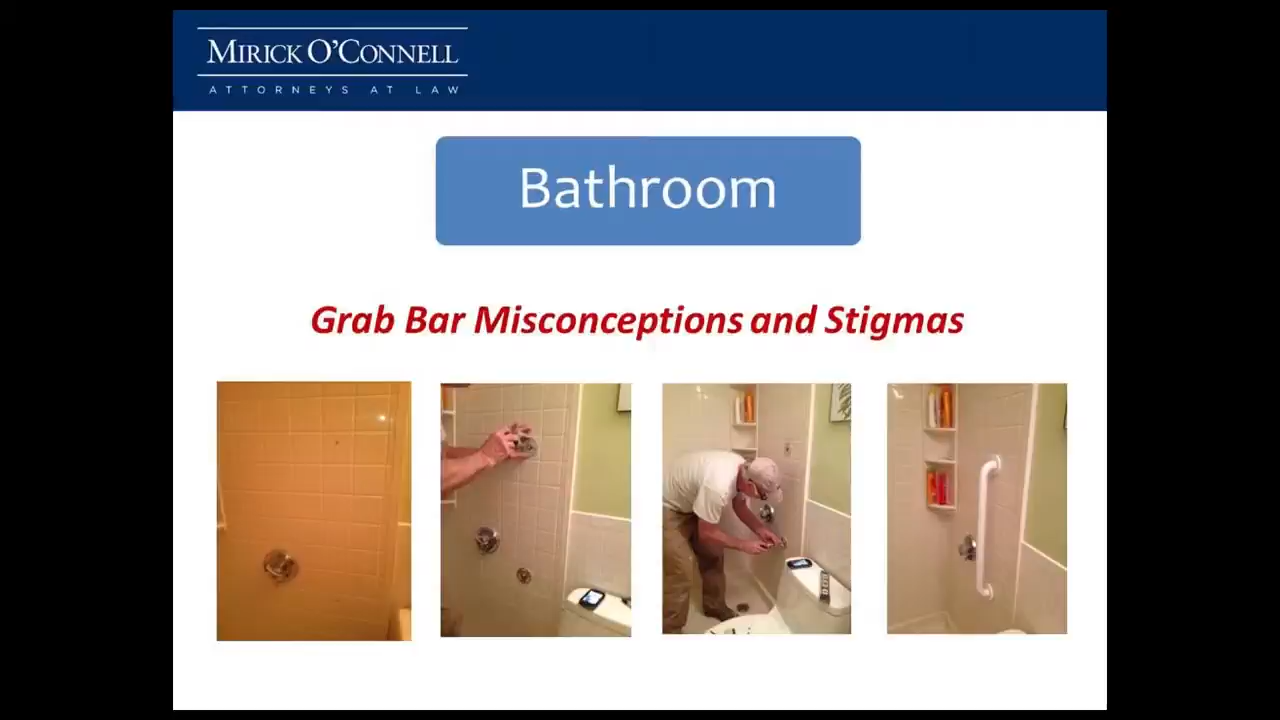 MIRICK O'CONNELL
ATTORNEYS AT LAW
Bathroom
Grab Bar Misconceptions and Stigmas